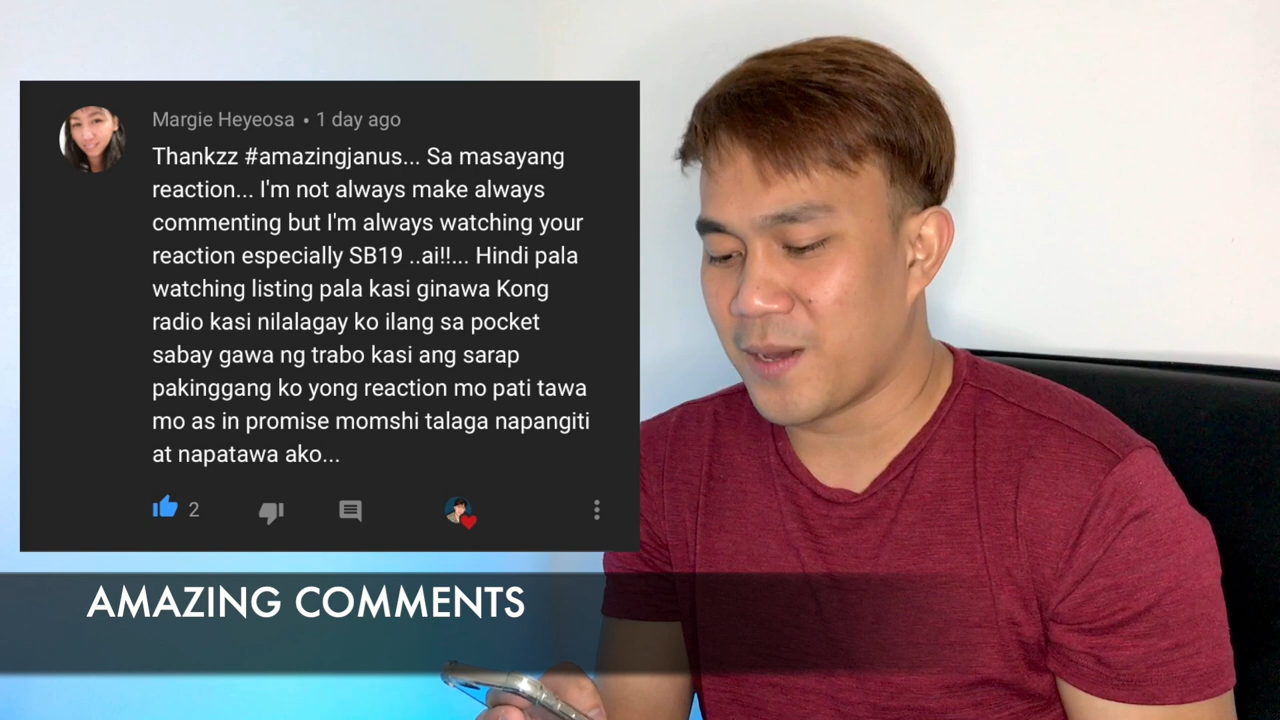 Margie Heyeosa • 1 day ago
Thankzz #amazingjanus... Sa masayang
reaction... I'm not always make always
commenting but I'm always watching your
reaction especially SB19 ..ai!!... Hindi pala
watching listing pala kasi ginawa Kong
radio kasi nilalagay ko ilang sa pocket
sabay gawa ng trabo kasi ang sarap
pakinggang ko yong reaction mo pati tawa
mo as in promise momshi talaga napangiti
at napatawa ako...
2
AMAZING COMMENTS